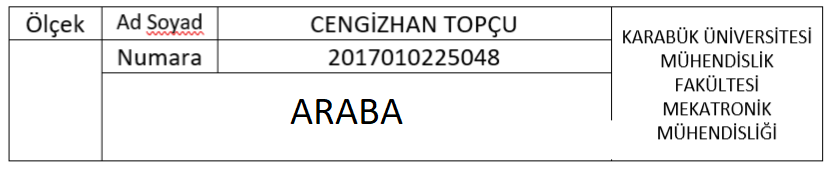 Ölçek
Ad Soyad
CENGİZHAN TOPÇU
Numara
2017010225048
ARABA
KARABÜK ÜNİVERSİTESİ
MÜHENDİSLİK
FAKÜLTESİ
MEKATRONİK
MÜHENDİSLİĞİ